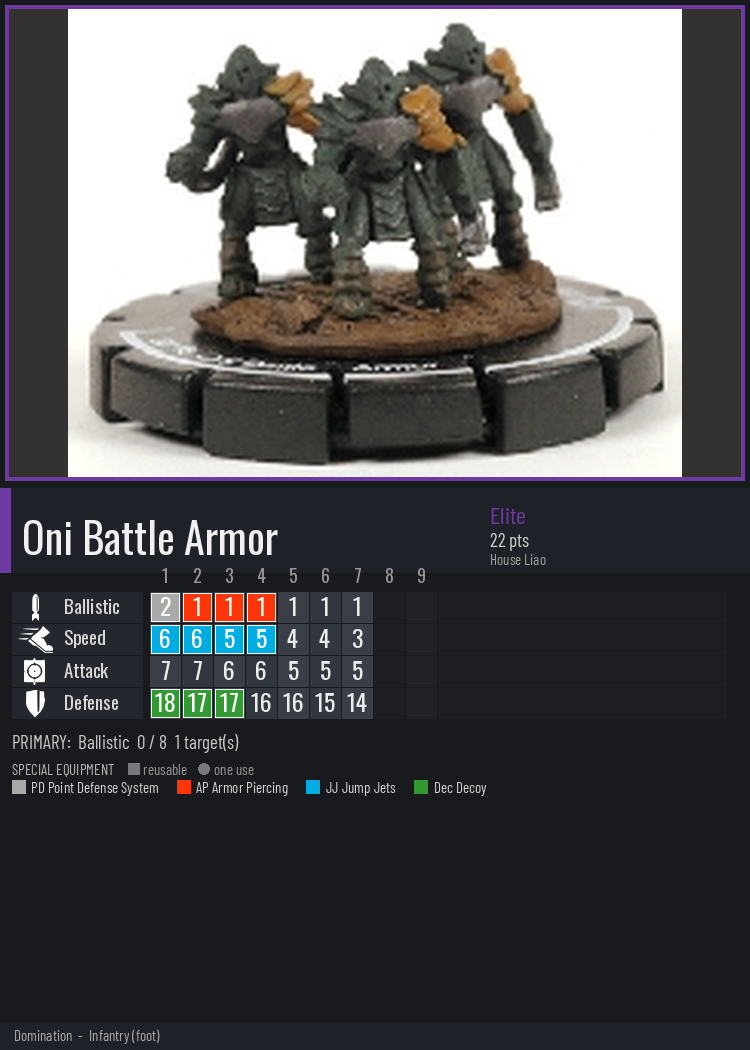 Armor
Oni Battle Armor
Elite
22 pts
House Liao
1 2 3 4 5 6 7 8 9
Ballistic 2 1 1 1 1 1 1
Speed 6 6 5 5 4 4 3
Attack 7 7 6 6 5 5 5
Defense 18 17 17 16 16 15 14
PRIMARY: Ballistic 0 / 8 1 target(s)
SPECIAL EQUIPMENT reusable one use
PD Point Defense System AP Armor Piercing JJ Jump Jets Dec Decoy
Domination - Infantry (foot)